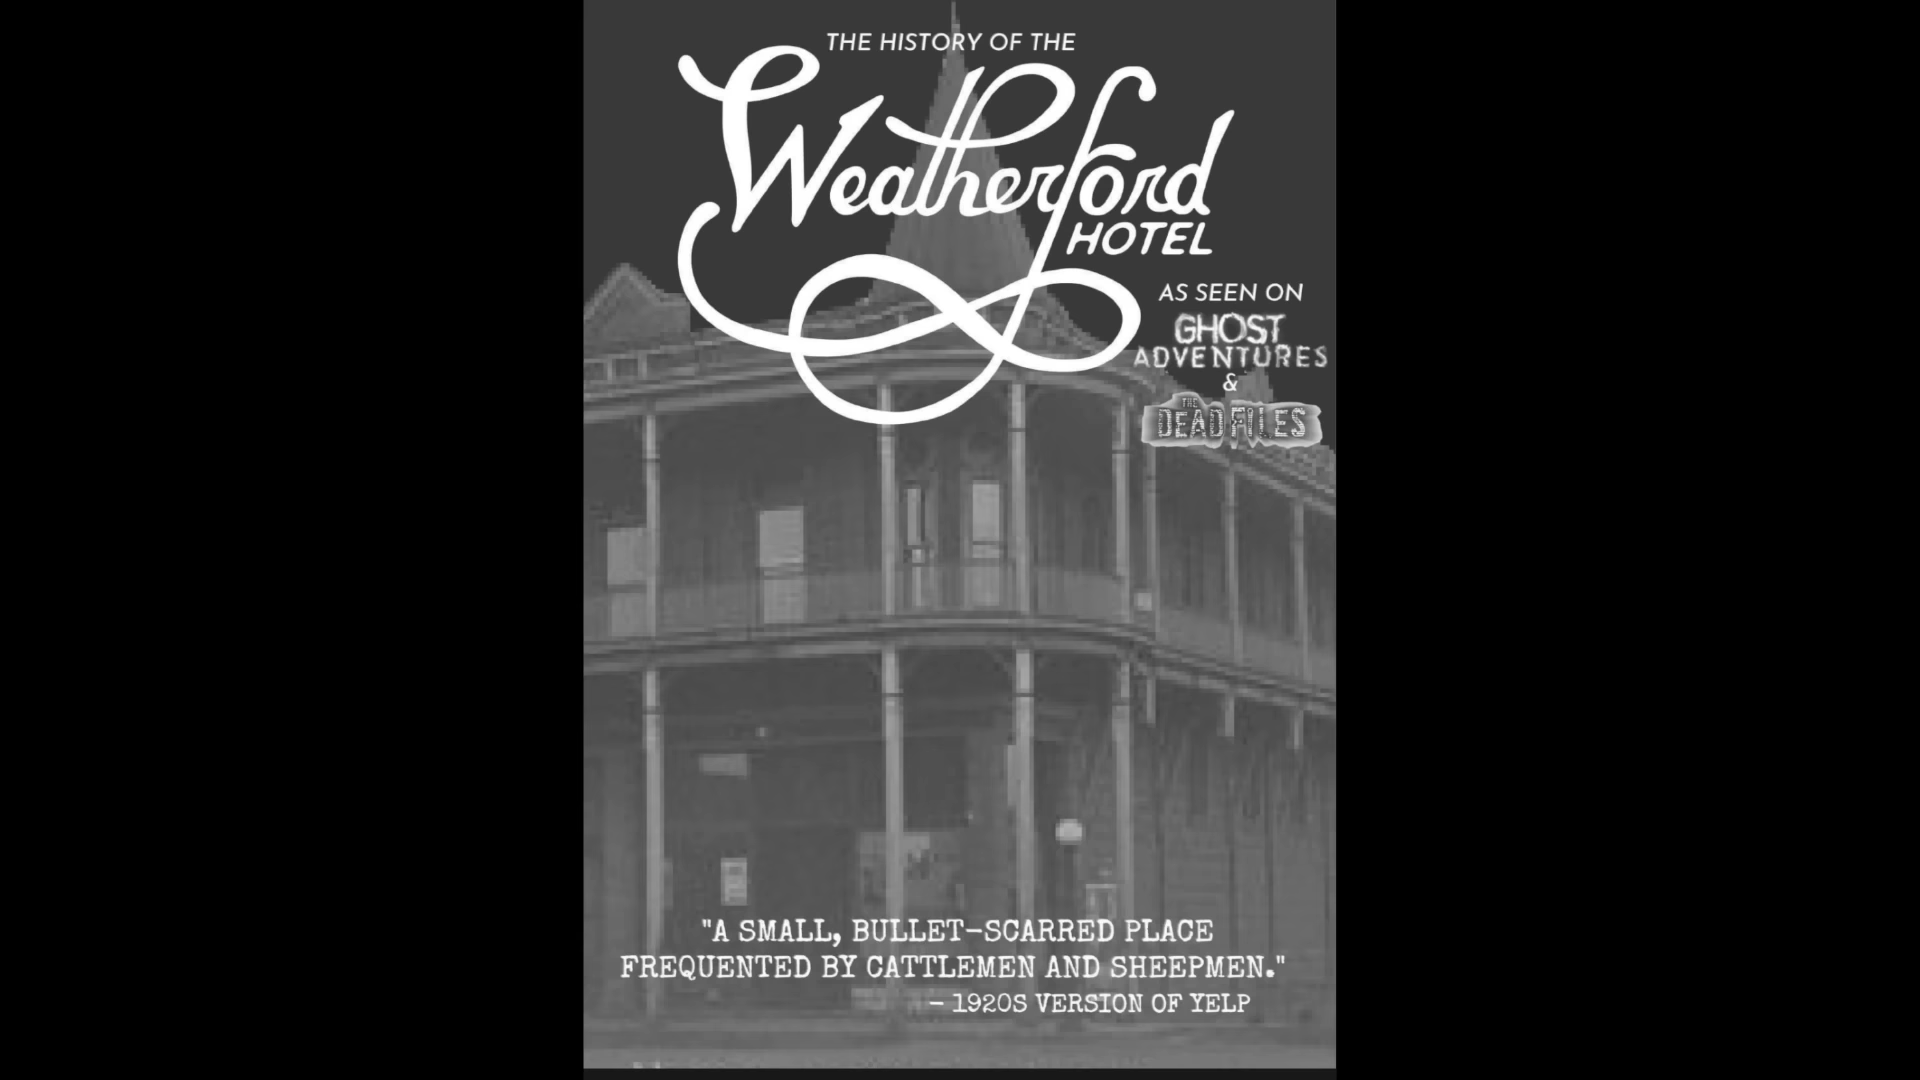 THE HISTORY OF THE
Weatherford
HOTEL
AS SEEN ON
GHOST
ADVENTURES
&
THE
DEAD FILES
"A SMALL, BULLET-SCARRED PLACE
FREQUENTED BY CATTLEMEN AND SHEEPMEN."
- 1920S VERSION OF YELP